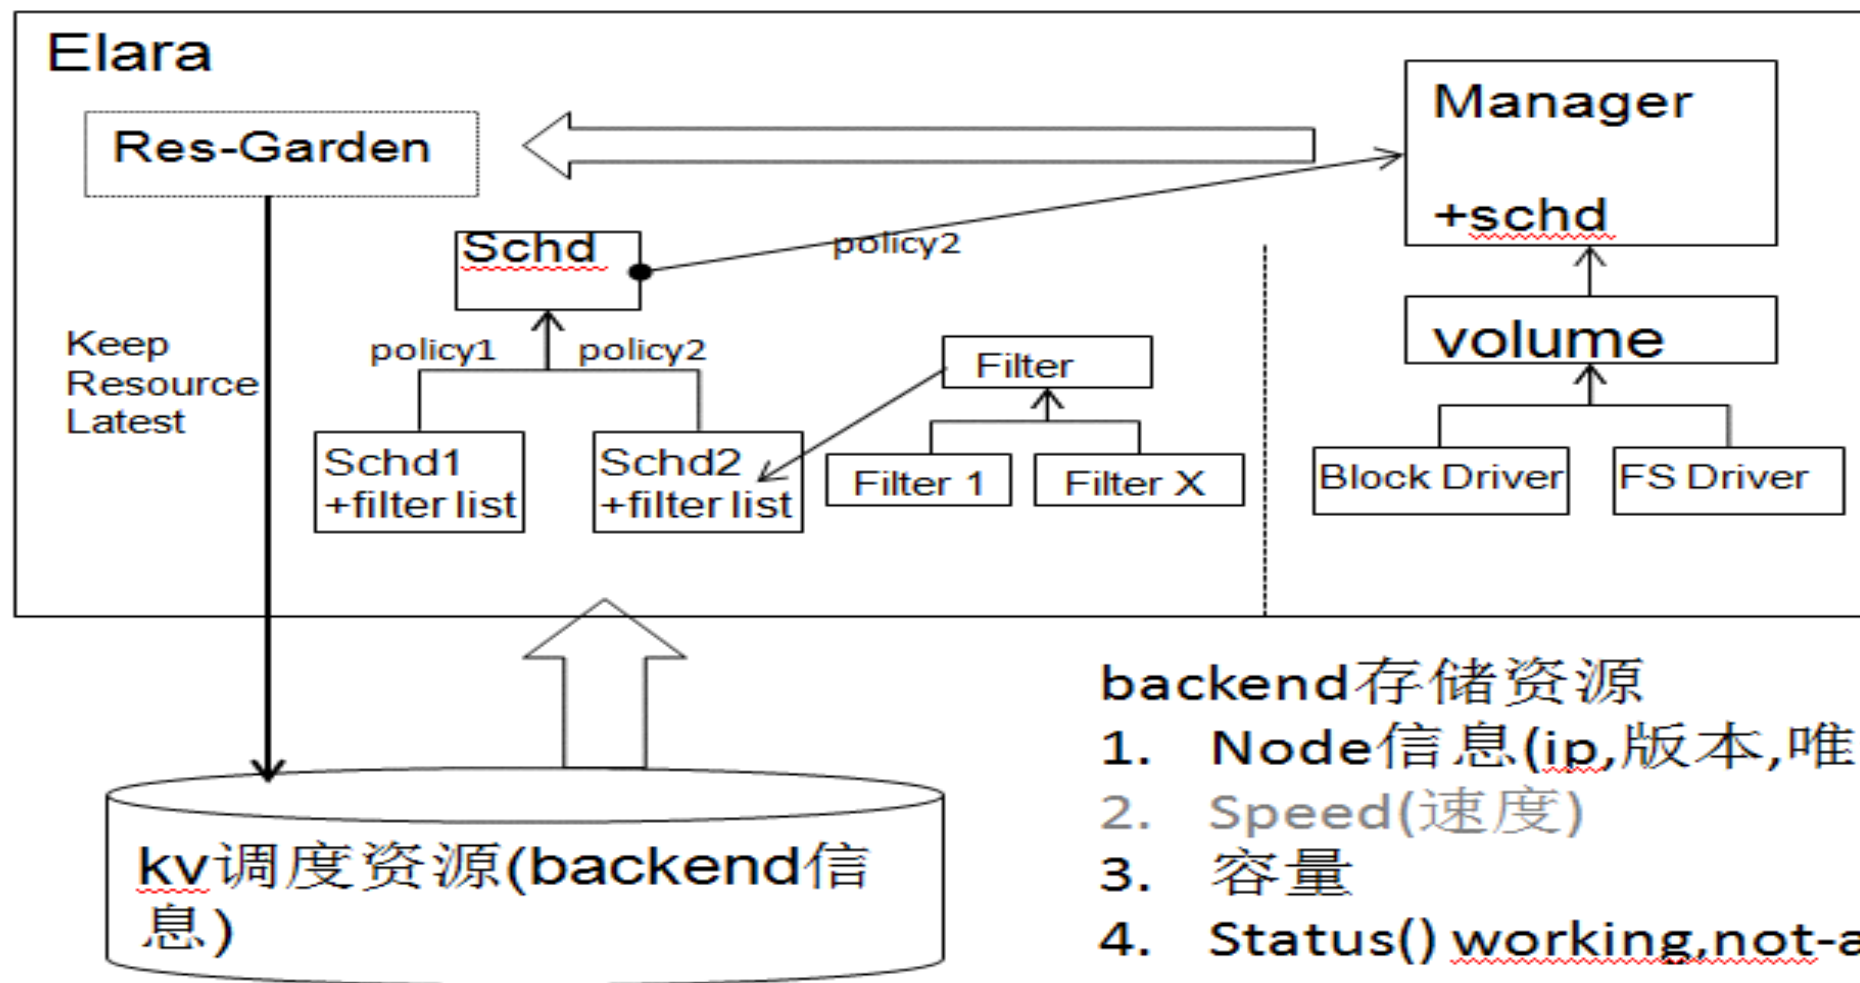 Elara
Res-Garden
Manager
+schd
Schd
policy2
volume
Keep
Resource
Latest
policy1
policy2
Filter
Schd1
+filter list
Schd2
+filter list
Filter 1
Filter X
Block Driver
FS Driver
kv调度资源(backend信
息)
backend存储资源
1. Node信息(ip,版本,唯
2. Speed(速度)
3. 容量
4. Status() working,not-a